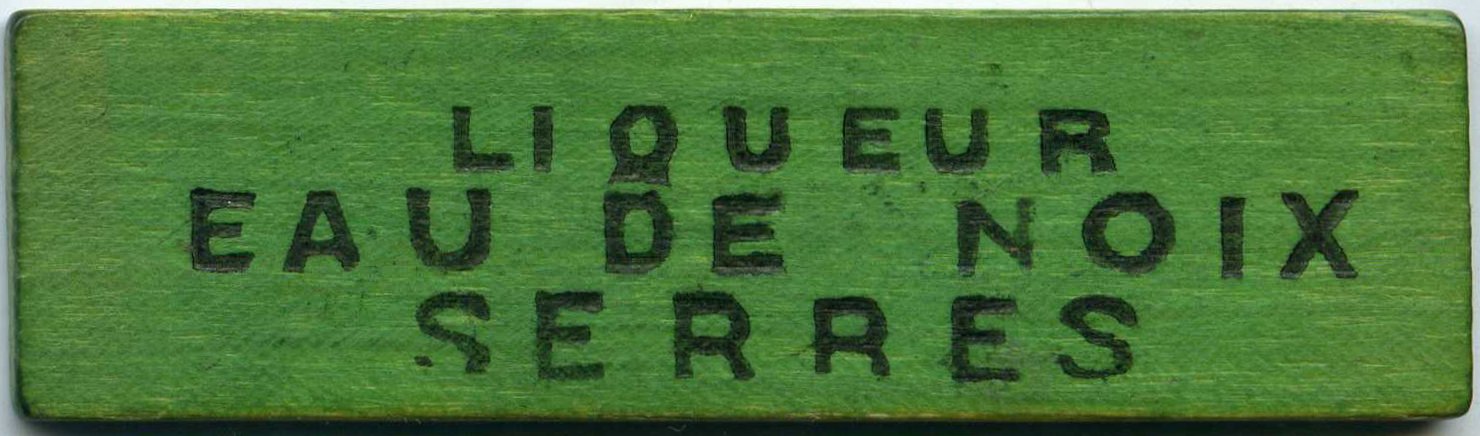 LIQUEUR
EAU DE NOIX
SERRES